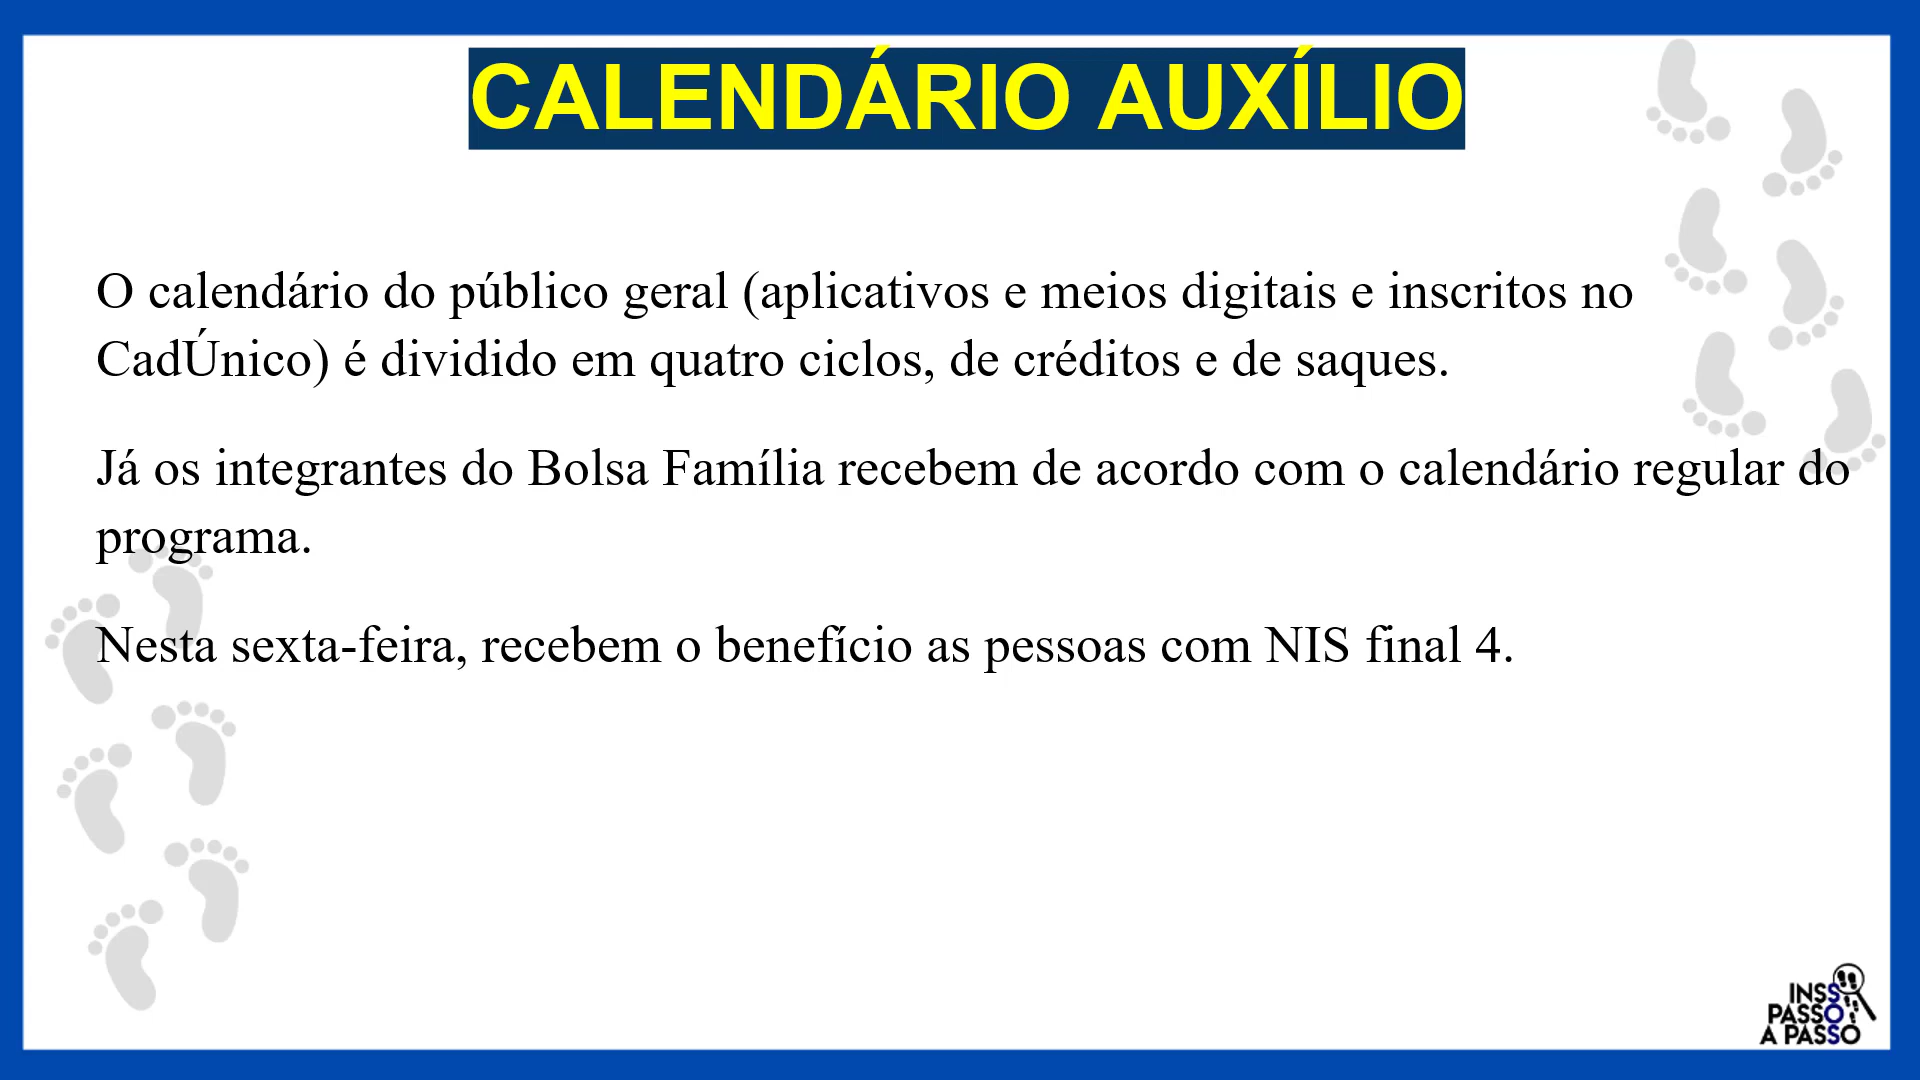 CALENDÁRIO AUXÍLIO
O calendário do público geral (aplicativos e meios digitais e inscritos no
CadÚnico) é dividido em quatro ciclos, de créditos e de saques.
Já os integrantes do Bolsa Família recebem de acordo com o calendário regular do
programa.
Nesta sexta-feira, recebem o benefício as pessoas com NIS final 4.
INSS
PASSO
A PASSO